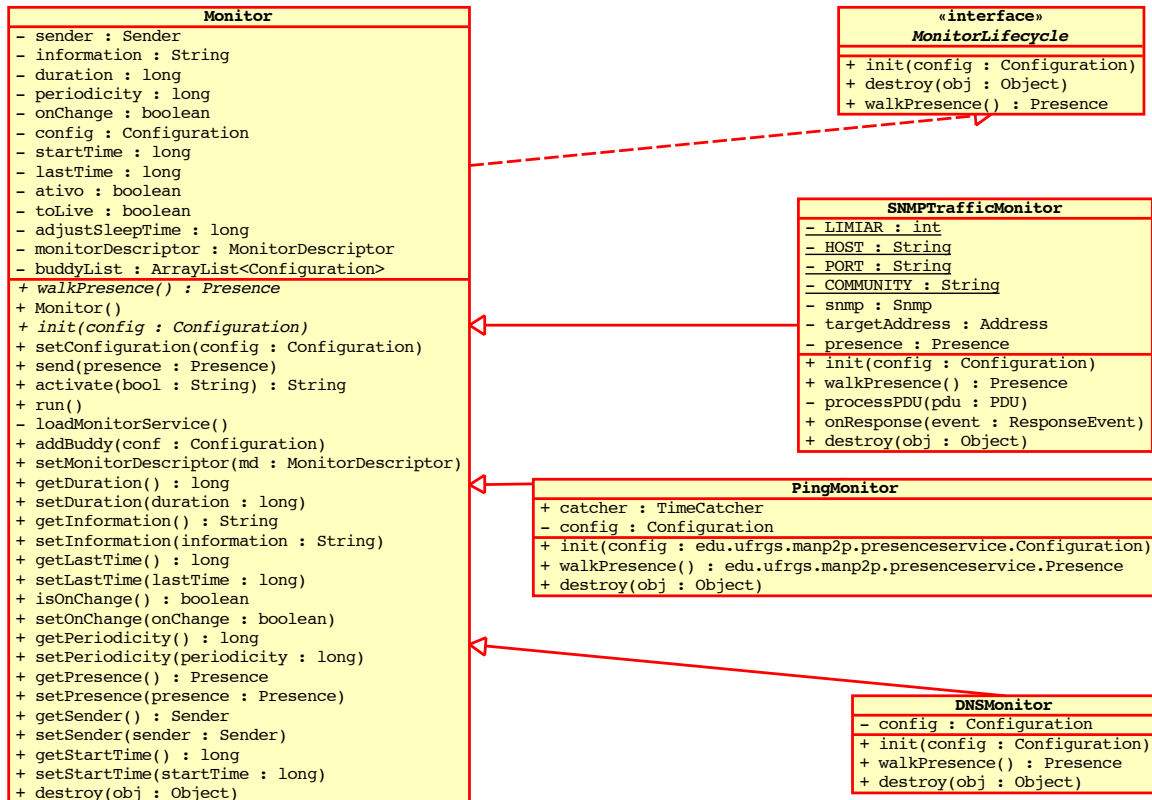 Monitor
- sender : Sender
- information : String
- duration : long
- periodicity : long
- onChange : boolean
- config : Configuration
- startTime : long
- lastTime : long
- ativo : boolean
- toLive : boolean
- adjustSleepTime : long
- monitorDescriptor : MonitorDescriptor
- buddyList : ArrayList<Configuration>
+ walkPresence() : Presence
+ Monitor()
+ init(config : Configuration)
+ setConfiguration(config : Configuration)
+ send(presence : Presence)
+ activate(bool : String) : String
+ run()
- loadMonitorService()
+ addBuddy(conf : Configuration)
+ setMonitorDescriptor(md : MonitorDescriptor)
+ getDuration() : long
+ setDuration(duration : long)
+ getInformation() : String
+ setInformation(information : String)
+ getLastTime() : long
+ setLastTime(lastTime : long)
+ isOnChange() : boolean
+ setOnChange(onChange : boolean)
+ getPeriodicity() : long
+ setPeriodicity(periodicity : long)
+ getPresence() : Presence
+ setPresence(presence : Presence)
+ getSender() : Sender
+ setSender(sender : Sender)
+ getStartTime() : long
+ setStartTime(startTime : long)
+ destroy(obj : Object)
«interface»
MonitorLifecycle
+ init(config : Configuration)
+ destroy(obj : Object)
+ walkPresence() : Presence
SNMPTrafficMonitor
- LIMIAR : int
- HOST : String
- PORT : String
- COMMUNITY : String
- snmp : Snmp
- targetAddress : Address
- presence : Presence
+ init(config : Configuration)
+ walkPresence() : Presence
- processPDU(pdu : PDU)
+ onResponse(event : ResponseEvent)
+ destroy(obj : Object)
PingMonitor
+ catcher : TimeCatcher
- config : Configuration
+ init(config : edu.ufrgs.manp2p.presenceservice.Configuration)
+ walkPresence() : edu.ufrgs.manp2p.presenceservice.Presence
+ destroy(obj : Object)
DNSMonitor
- config : Configuration
+ init(config : Configuration)
+ walkPresence() : Presence
+ destroy(obj : Object)